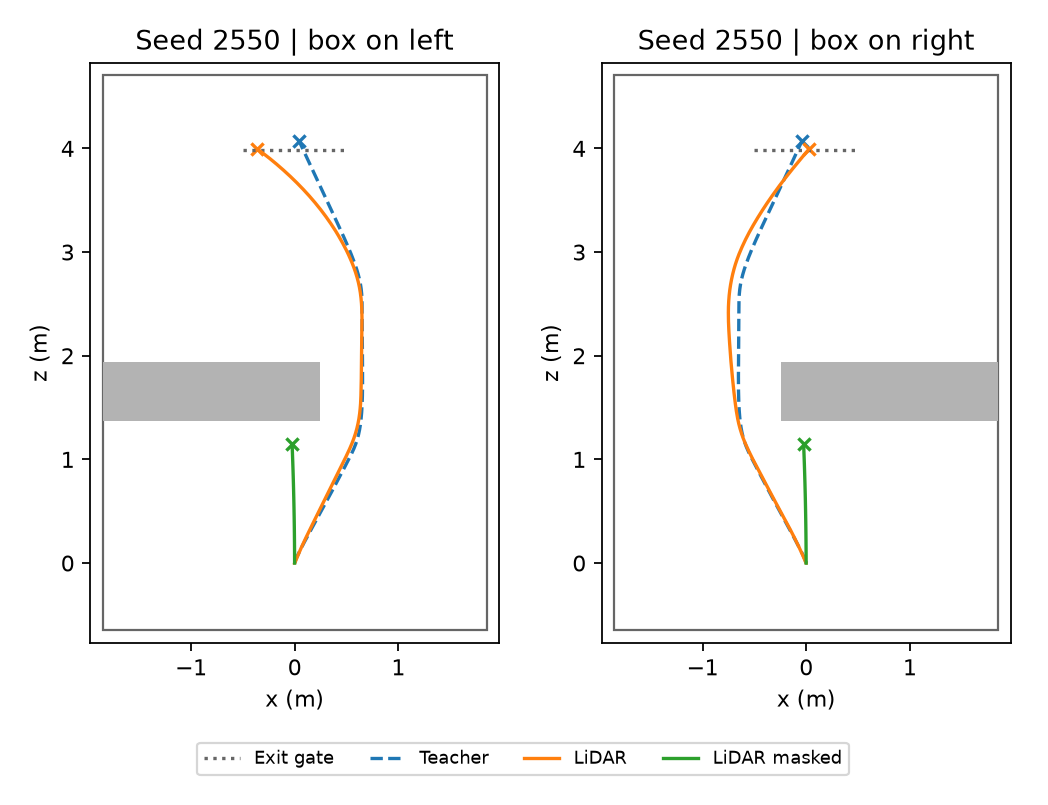 Seed 2550 | box on left
Seed 2550 | box on right
z (m)
4
3
2
1
0
−1
0
1
x (m)
z (m)
4
3
2
1
0
−1
0
1
x (m)
Exit gate
Teacher
LiDAR
LiDAR masked